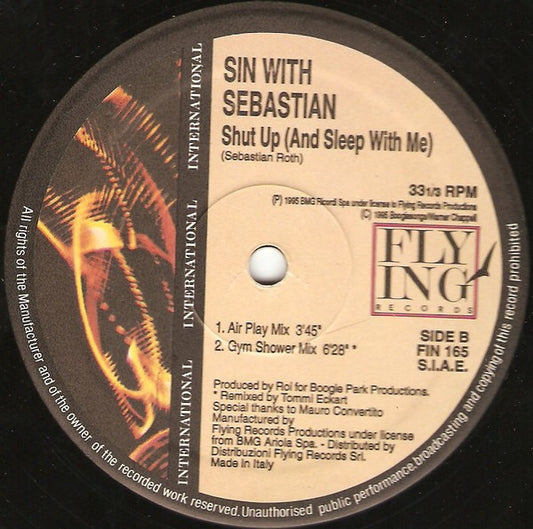 SIN WITH
SEBASTIAN
Shut Up (And Sleep With Me)
(Sebastian Roth)
33 1/3 RPM
(P) 1995 BMG Ricordi Spa under license to Flying Records Productions
(C) 1995 Boogiesongs/Warner Chappell
FLY
ING
RECORDS
1. Air Play Mix 3'45"
2. Gym Shower Mix 6'28" *
SIDE B
FIN 165
S.I.A.E.
Produced by Roi for Boogie Park Productions.
* Remixed by Tommi Eckart
Special thanks to Mauro Convertito
Manufactured by
Flying Records Productions under license
from BMG Ariola Spa. - Distributed by
Distribuzioni Flying Records Srl.
Made In Italy
INTERNATIONAL
INTERNATIONAL
INTERNATIONAL
All rights of the Manufacturer and of the owner of the recorded work reserved.Unauthorised public performance,broadcasting and copying of this record prohibited